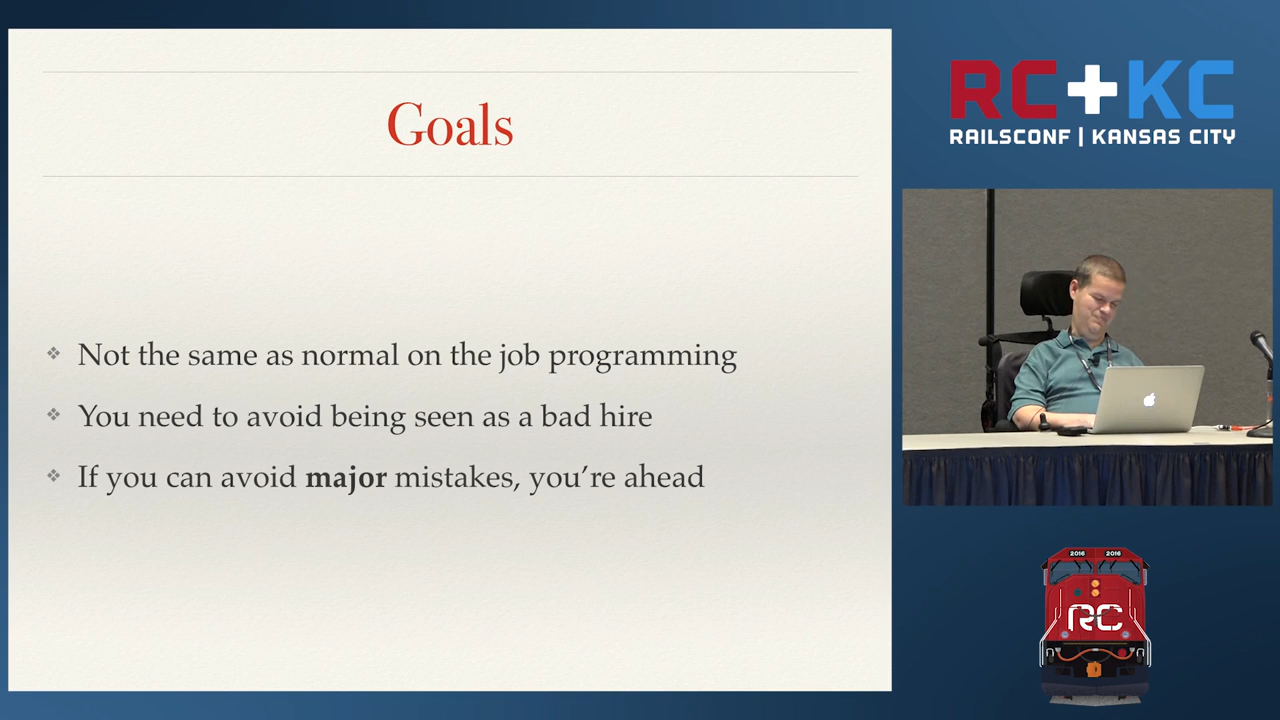 Goals
❖ Not the same as normal on the job programming
❖ You need to avoid being seen as a bad hire
❖ If you can avoid major mistakes, you’re ahead
RC+KC
RAILSCONF | KANSAS CITY
2016 2016
RC